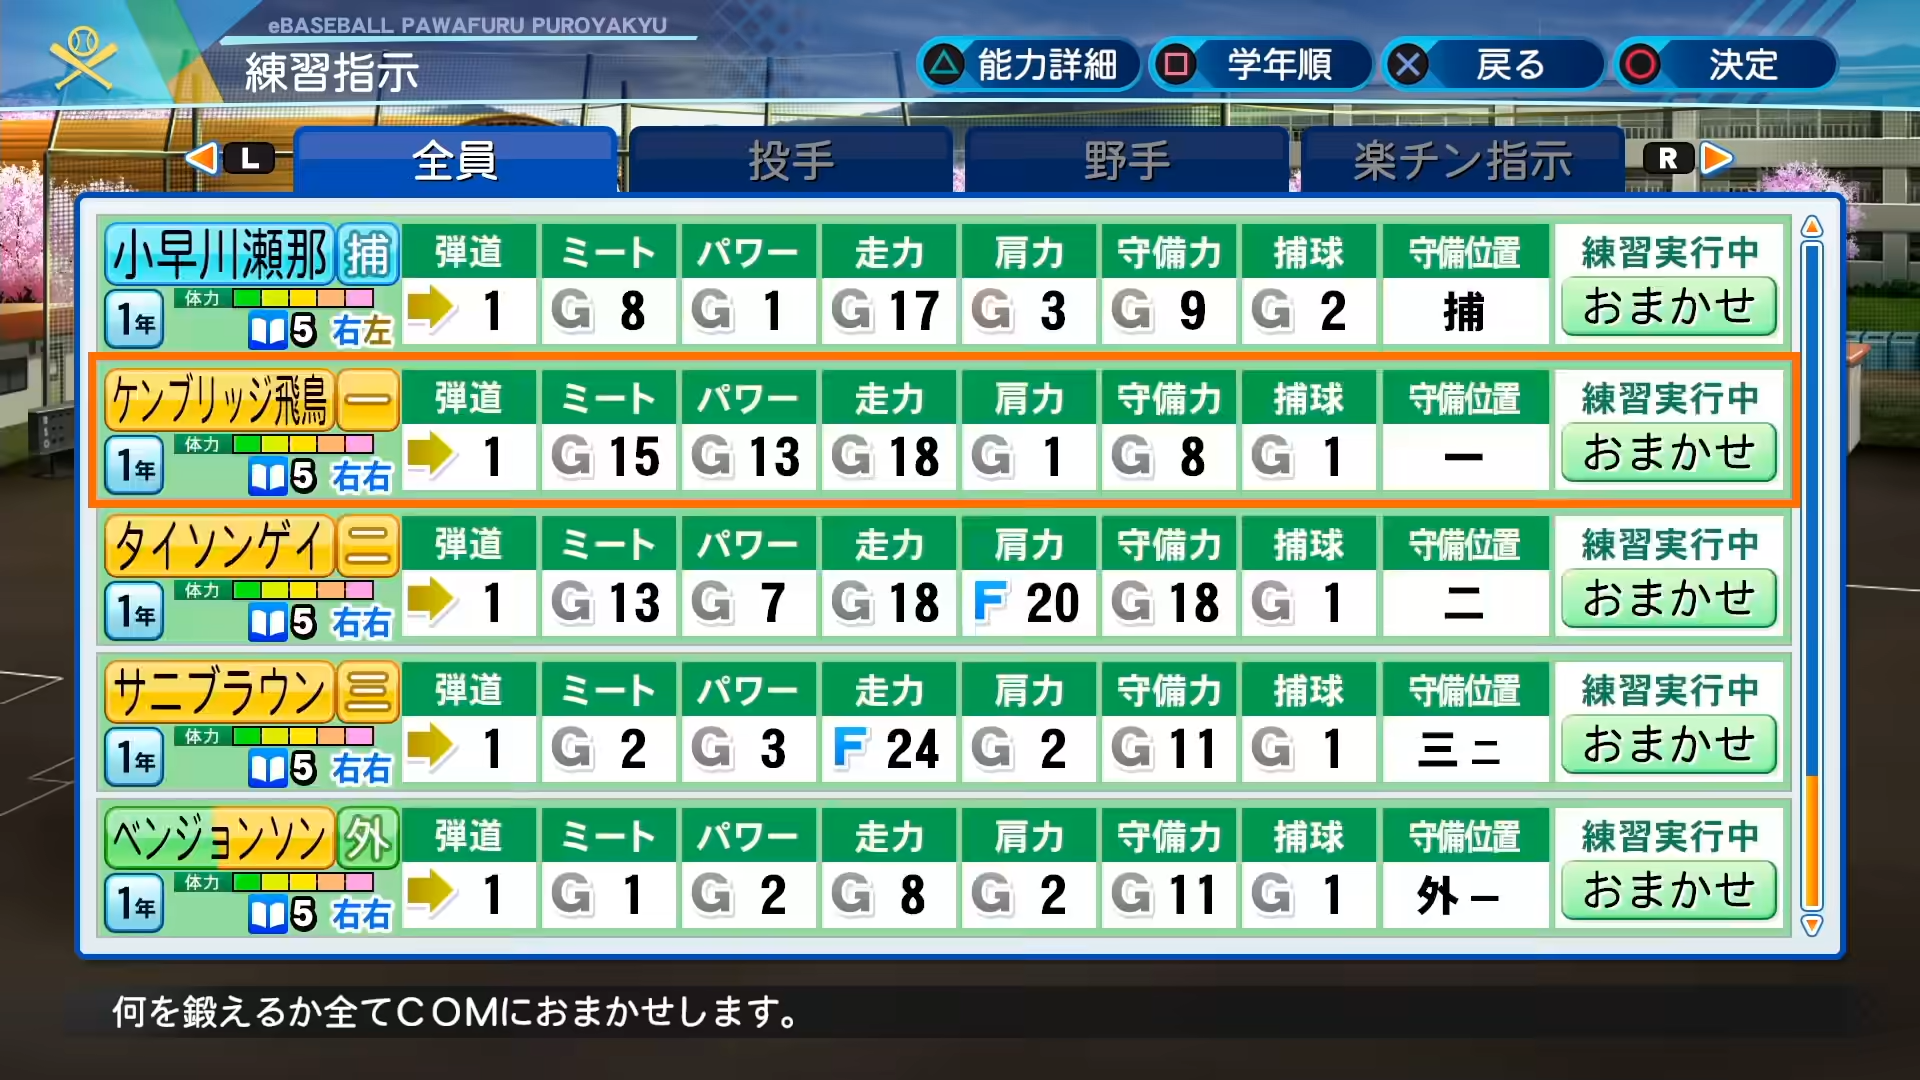 eBASEBALL PAWAFURU PUROYAKYU
練習指示
能力詳細 学年順 戻る 決定
L 全員 投手 野手 楽チン指示 R
小早川瀬那 捕 弾道 ミート パワー 走力 肩力 守備力 捕球 守備位置 練習実行中
1年 体力 5 右左 1 G 8 G 1 G 17 G 3 G 9 G 2 捕 おまかせ
ケンブリッジ飛鳥 一 弾道 ミート パワー 走力 肩力 守備力 捕球 守備位置 練習実行中
1年 体力 5 右右 1 G 15 G 13 G 18 G 1 G 8 G 1 一 おまかせ
タイソンゲイ 二 弾道 ミート パワー 走力 肩力 守備力 捕球 守備位置 練習実行中
1年 体力 5 右右 1 G 13 G 7 G 18 F 20 G 18 G 1 二 おまかせ
サニブラウン 三 弾道 ミート パワー 走力 肩力 守備力 捕球 守備位置 練習実行中
1年 体力 5 右右 1 G 2 G 3 F 24 G 2 G 11 G 1 三 二 おまかせ
ベンジョンソン 外 弾道 ミート パワー 走力 肩力 守備力 捕球 守備位置 練習実行中
1年 体力 5 右右 1 G 1 G 2 G 8 G 2 G 11 G 1 外 一 おまかせ
何を鍛えるか全てCOMにおまかせします。